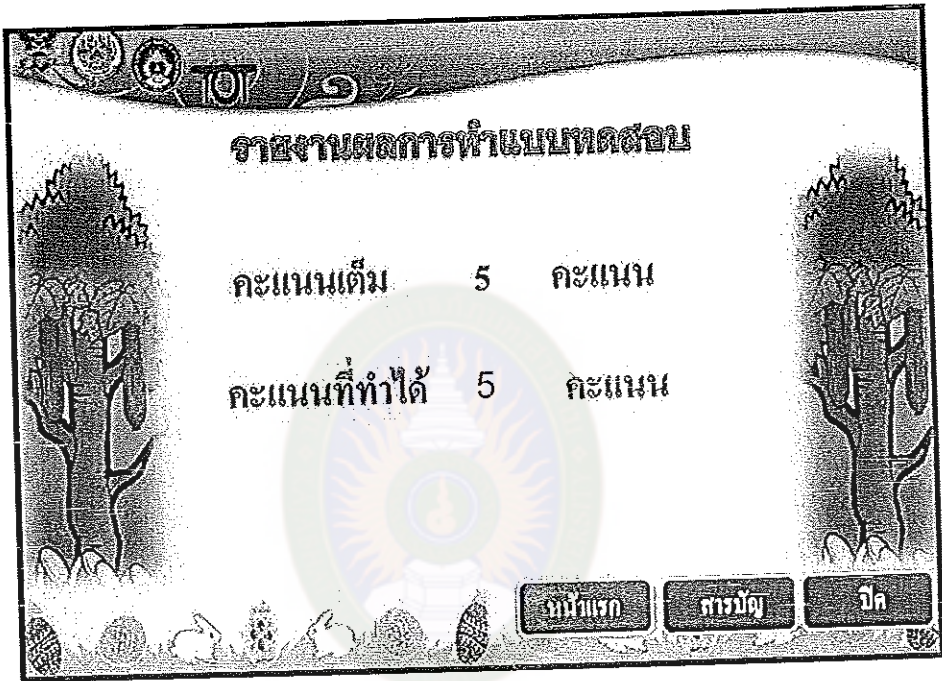 รายงานผลการทำแบบทดสอบ
คะแนนเต็ม 5 คะแนน
คะแนนที่ทำได้ 5 คะแนน
หน้าแรก สารบัญ ปิด